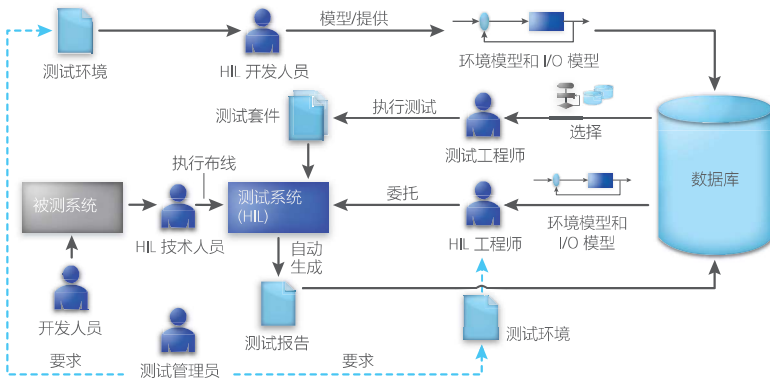 模型/提供
测试环境
HIL 开发人员
环境模型和 I/O 模型
测试套件
执行测试
测试工程师
选择
数据库
执行布线
被测系统
HIL 技术人员
测试系统
(HIL)
委托
HIL 工程师
环境模型和
I/O 模型
自动
生成
开发人员
测试报告
测试环境
要求
测试管理员
要求